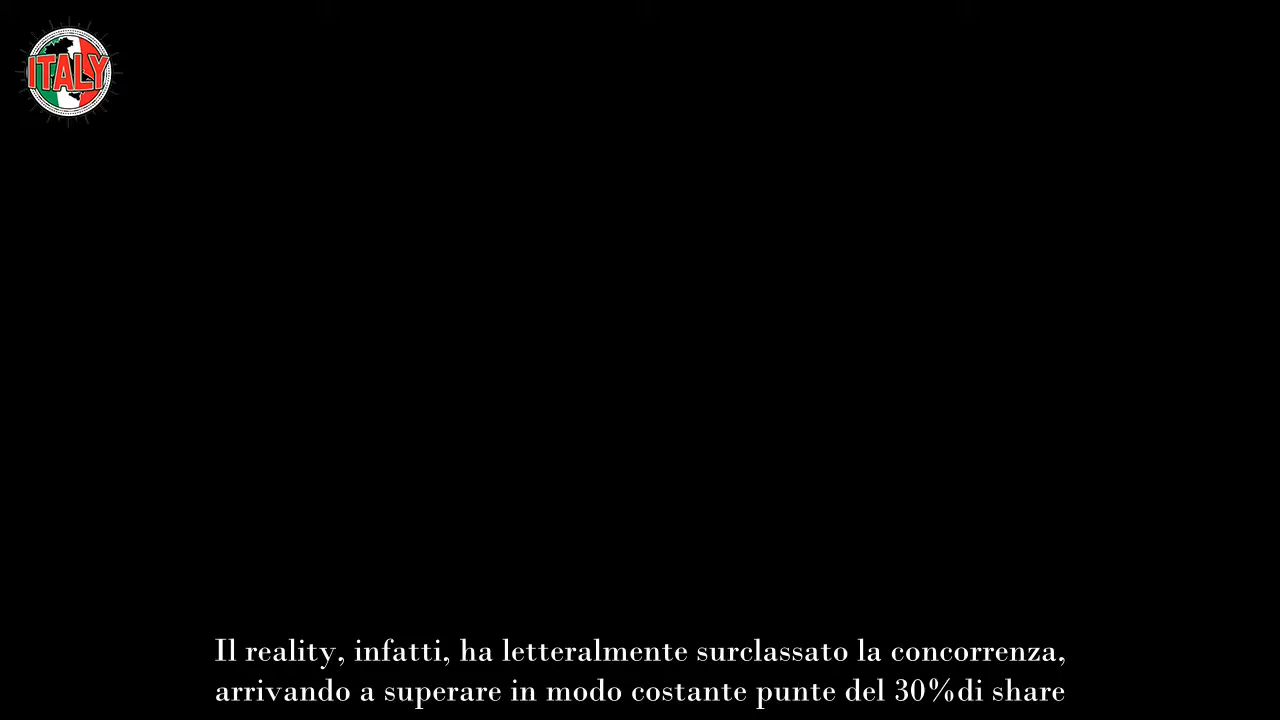 ITALY
Il reality, infatti, ha letteralmente surclassato la concorrenza,
arrivando a superare in modo costante punte del 30%di share